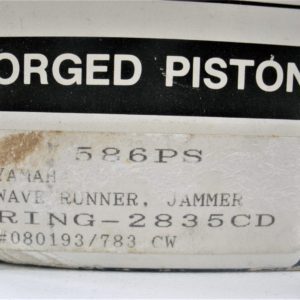 ORGED PISTON
586PS
YAMAH
WAVE RUNNER, JAMMER
RING-2835CD
#080193/783 CW